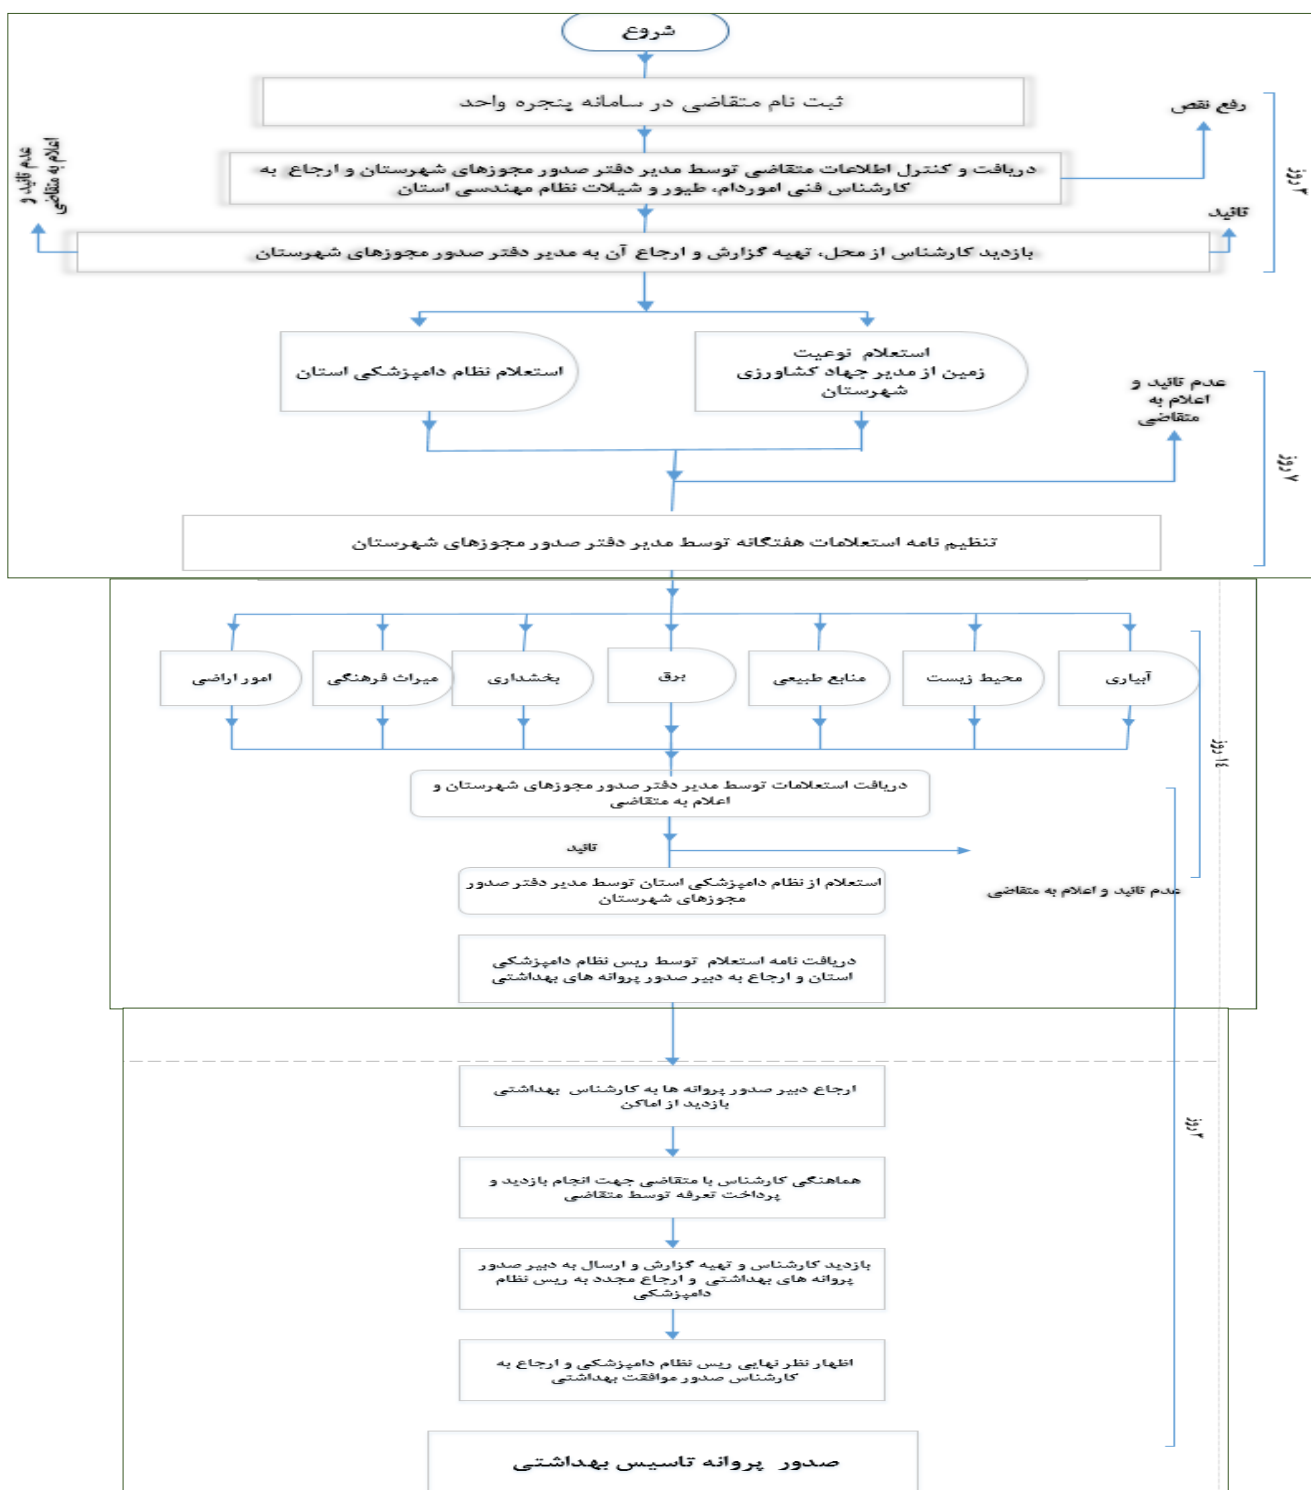 شروع
ثبت نام متقاضی در سامانه پنجره واحد
رفع نقص
۳ روز
دریافت و کنترل اطلاعات متقاضی توسط مدیر دفتر صدور مجوزهای شهرستان و ارجاع به
کارشناس فنی اموردام، طیور و شیلات نظام مهندسی استان
عدم تائید و
اعلام به متقاضی
تائید
بازدید کارشناس از محل، تهیه گزارش و ارجاع آن به مدیر دفتر صدور مجوزهای شهرستان
استعلام نوعیت
زمین از مدیر جهاد کشاورزی
شهرستان
استعلام نظام دامپزشکی استان
عدم تائید و
اعلام به
متقاضی
۷ روز
تنظیم نامه استعلامات هفتگانه توسط مدیر دفتر صدور مجوزهای شهرستان
آبیاری
محیط زیست
منابع طبیعی
برق
بخشداری
میراث فرهنگی
امور اراضی
۱٤ روز
دریافت استعلامات توسط مدیر دفتر صدور مجوزهای شهرستان و
اعلام به متقاضی
تائید
عدم تائید و اعلام به متقاضی
استعلام از نظام دامپزشکی استان توسط مدیر دفتر صدور
مجوزهای شهرستان
دریافت نامه استعلام توسط ریس نظام دامپزشکی
استان و ارجاع به دبیر صدور پروانه های بهداشتی
ارجاع دبیر صدور پروانه ها به کارشناس بهداشتی
بازدید از اماکن
۳ روز
هماهنگی کارشناس با متقاضی جهت انجام بازدید و
پرداخت تعرفه توسط متقاضی
بازدید کارشناس و تهیه گزارش و ارسال به دبیر صدور
پروانه های بهداشتی و ارجاع مجدد به ریس نظام
دامپزشکی
اظهار نظر نهایی ریس نظام دامپزشکی و ارجاع به
کارشناس صدور موافقت بهداشتی
صدور پروانه تاسیس بهداشتی